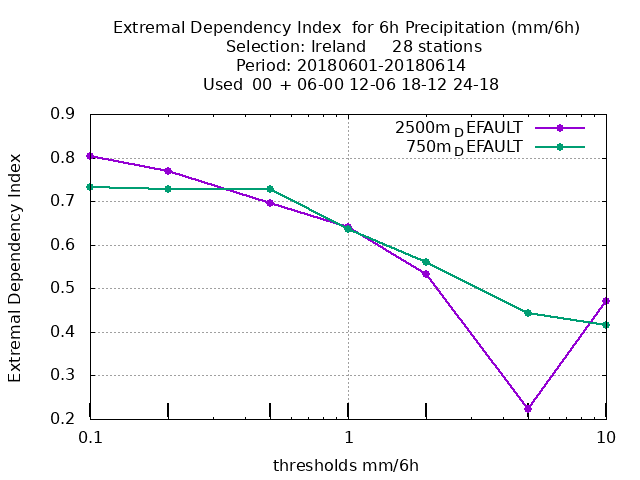 Extremal Dependency Index for 6h Precipitation (mm/6h)
Selection: Ireland 28 stations
Period: 20180601-20180614
Used 00 + 06-00 12-06 18-12 24-18
2500m_DEFAULT
750m_DEFAULT
Extremal Dependency Index
0.9
0.8
0.7
0.6
0.5
0.4
0.3
0.2
0.1 1 10
thresholds mm/6h